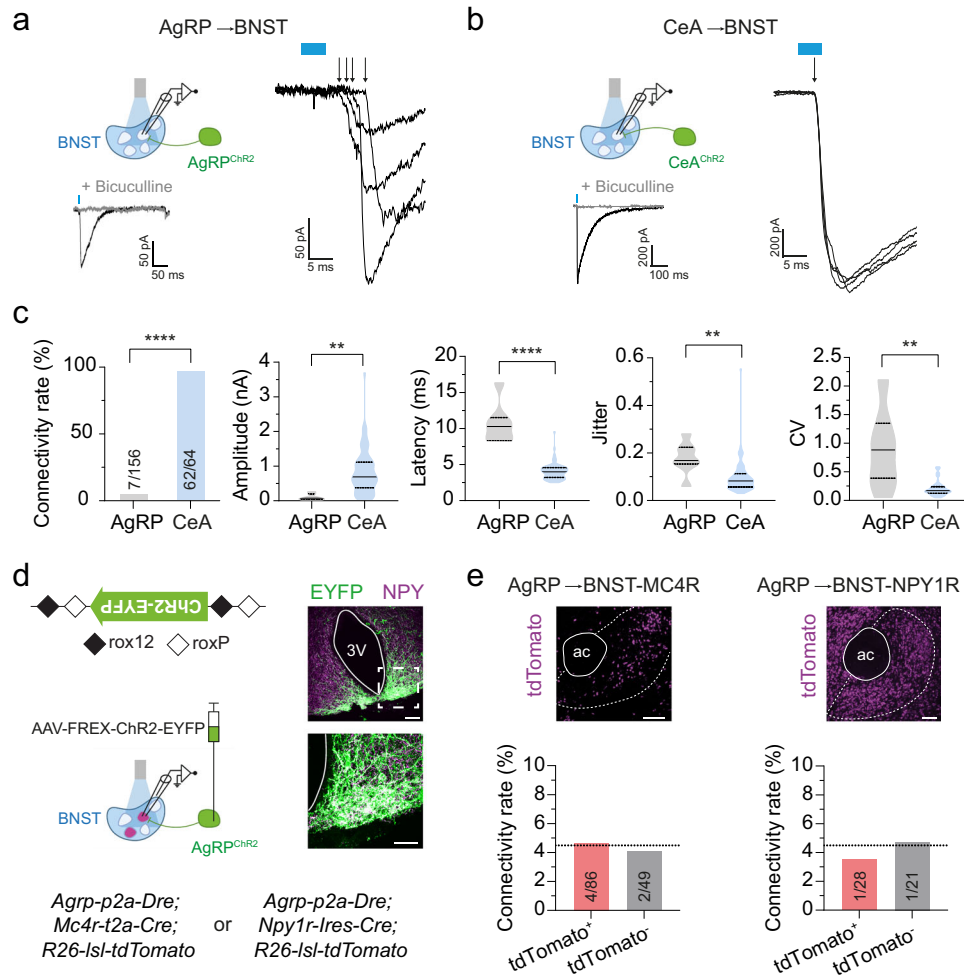 a
AgRP →BNST
BNST
AgRPChR2
+ Bicuculline
50 pA
50 ms
50 pA
5 ms
b
CeA →BNST
BNST
CeAChR2
+ Bicuculline
200 pA
100 ms
200 pA
5 ms
c
Connectivity rate (%)
100
50
0
****
7/156
62/64
AgRP CeA
Amplitude (nA)
4
3
2
1
0
**
AgRP CeA
Latency (ms)
20
15
10
5
0
****
AgRP CeA
Jitter
0.6
0.4
0.2
0.0
**
AgRP CeA
CV
2.5
2.0
1.5
1.0
0.5
0.0
**
AgRP CeA
d
ChR2-EYFP
rox12 roxP
AAV-FREX-ChR2-EYFP
BNST
AgRPChR2
EYFP NPY
3V
Agrp-p2a-Dre;
Mc4r-t2a-Cre;
R26-lsl-tdTomato
or
Agrp-p2a-Dre;
Npy1r-Ires-Cre;
R26-lsl-tdTomato
e
AgRP →BNST-MC4R
tdTomato
ac
Connectivity rate (%)
12
10
8
6
4
2
0
4/86
2/49
tdTomato+
tdTomato-
AgRP →BNST-NPY1R
tdTomato
ac
Connectivity rate (%)
12
10
8
6
4
2
0
1/28
1/21
tdTomato+
tdTomato-